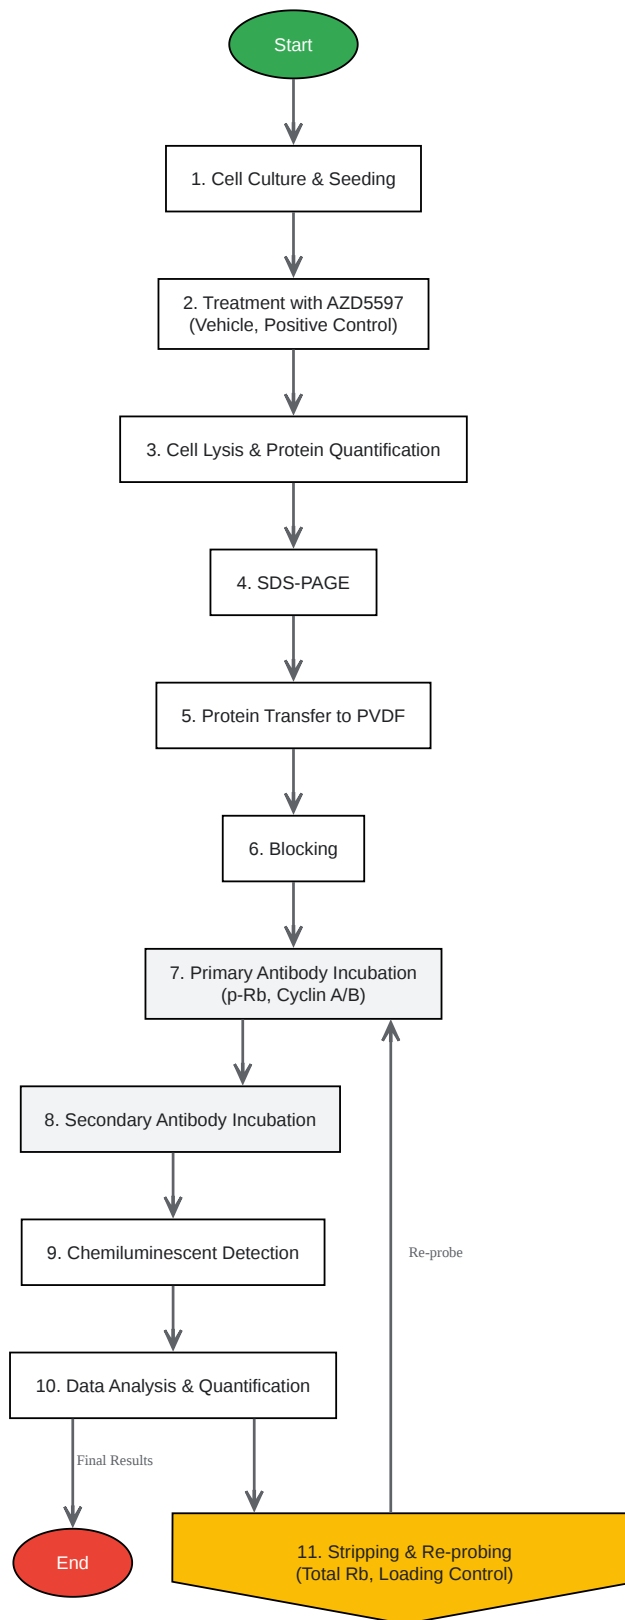 Start
1. Cell Culture & Seeding
2. Treatment with AZD5597
(Vehicle, Positive Control)
3. Cell Lysis & Protein Quantification
4. SDS-PAGE
5. Protein Transfer to PVDF
6. Blocking
7. Primary Antibody Incubation
(p-Rb, Cyclin A/B)
8. Secondary Antibody Incubation
9. Chemiluminescent Detection
Re-probe
10. Data Analysis & Quantification
Final Results
End
11. Stripping & Re-probing
(Total Rb, Loading Control)